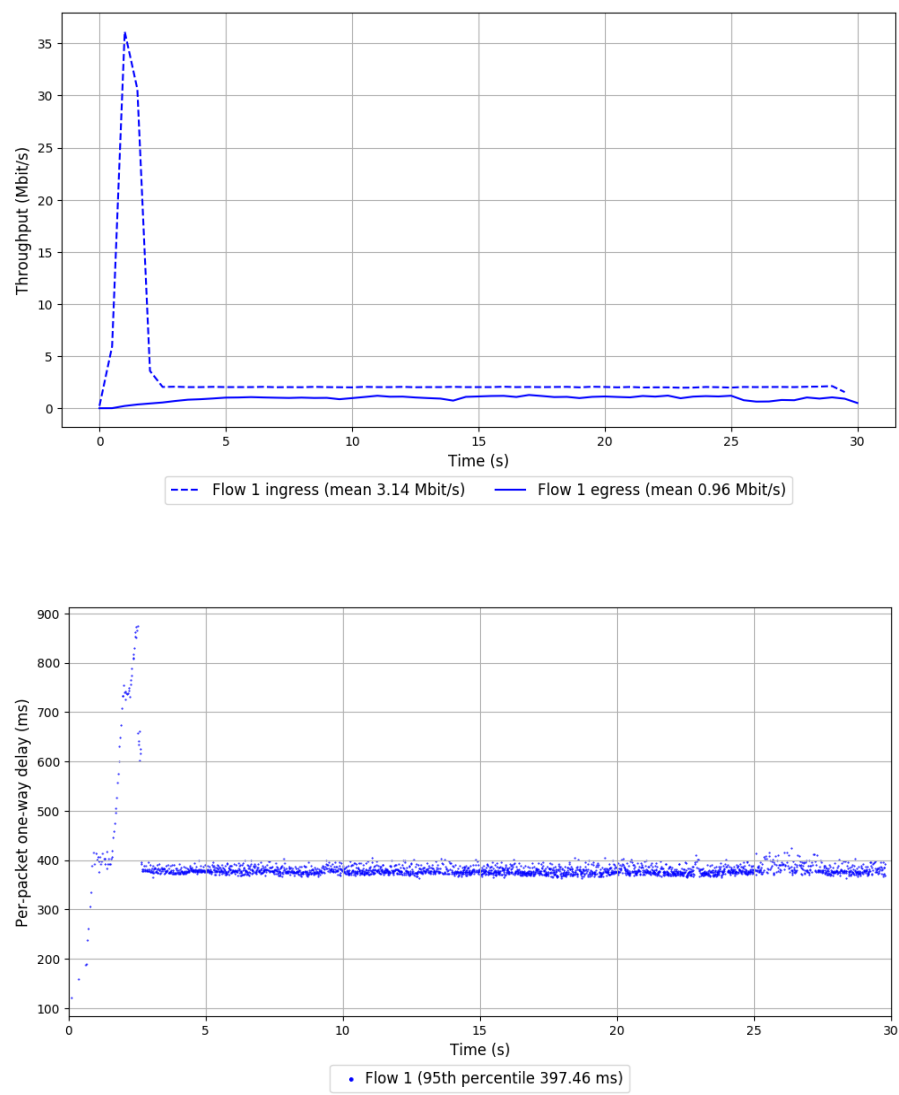 35
30
25
20
15
10
5
0
Throughput (Mbit/s)
0 5 10 15 20 25 30
Time (s)
Flow 1 ingress (mean 3.14 Mbit/s) Flow 1 egress (mean 0.96 Mbit/s)
900
800
700
600
500
400
300
200
100
Per-packet one-way delay (ms)
0 5 10 15 20 25 30
Time (s)
Flow 1 (95th percentile 397.46 ms)